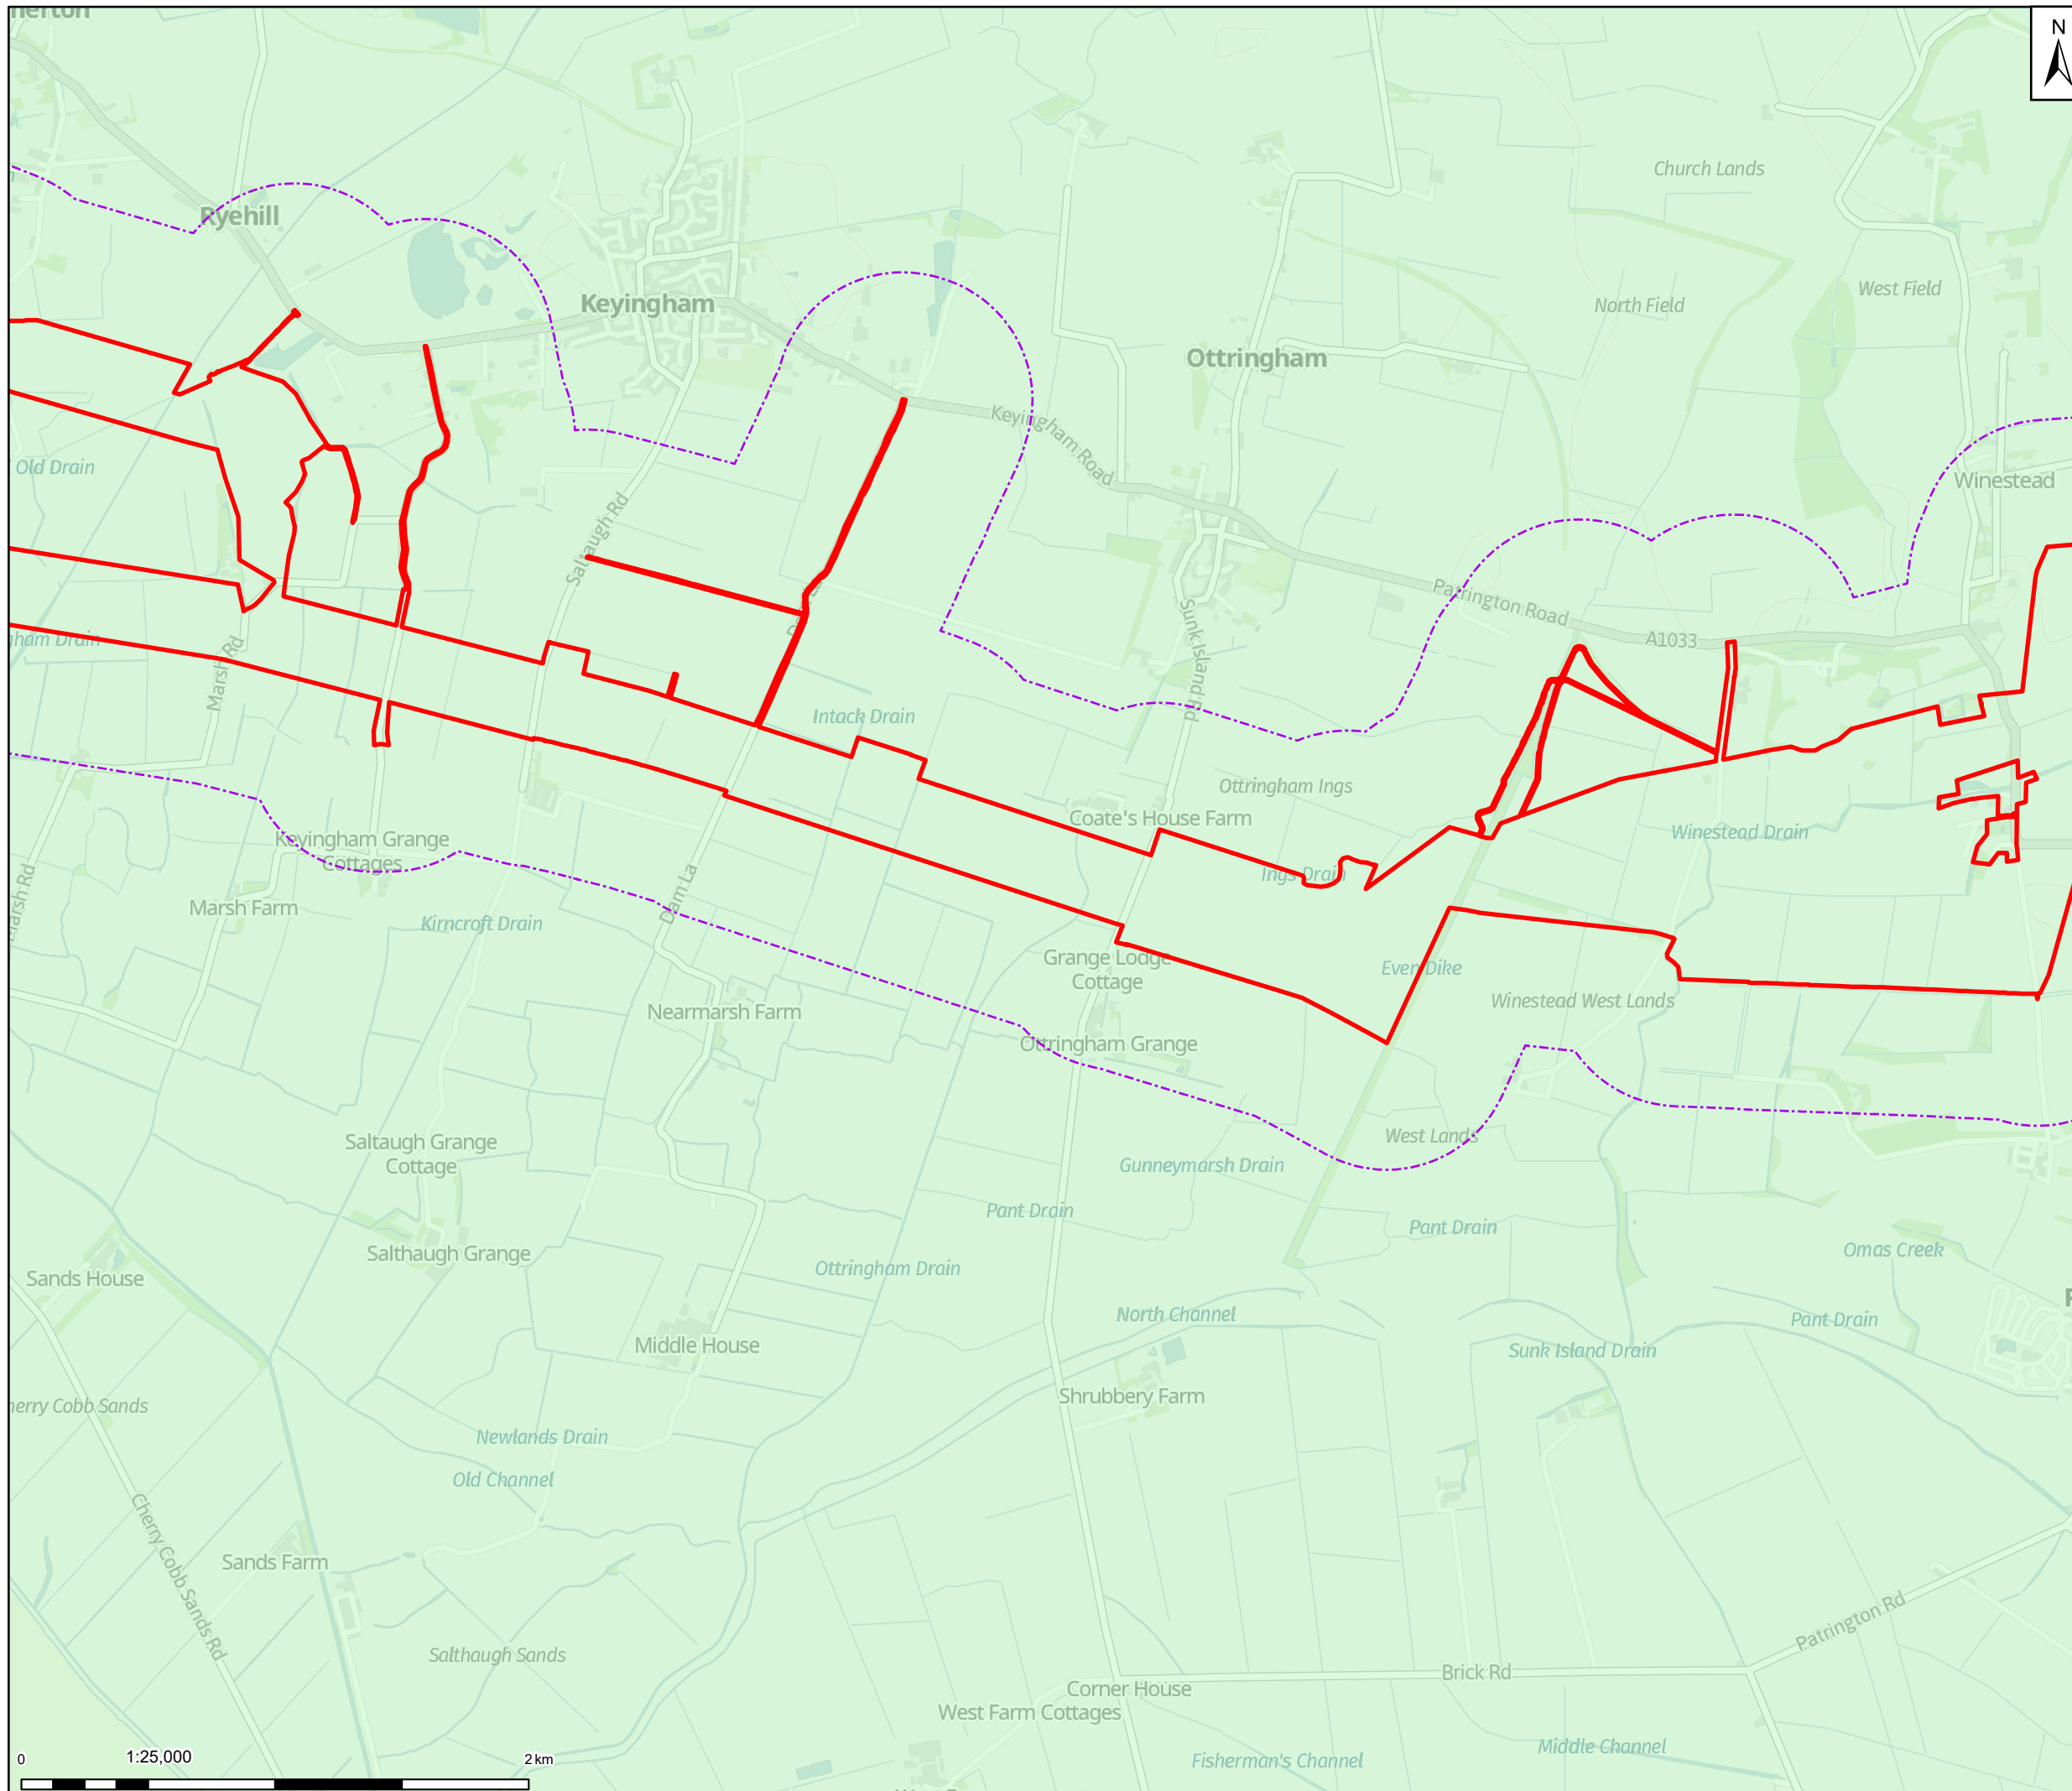 N
Church Lands
Ryehill
West Field
Keyingham
North Field
Ottringham
Keyingham Road
Old Drain
Winestead
Saltaugh Rd
Patrington Road
A1033
Sunk Island Rd
Marsh Rd
Intack Drain
Ottringham Ings
Coate's House Farm
Winestead Drain
Keyingham Grange
Cottages
Ings Drain
Marsh Farm
Dam La
Kirncroft Drain
Grange Lodge
Cottage
Even Dike
Winestead West Lands
Nearmarsh Farm
Ottringham Grange
Saltaugh Grange
Cottage
West Lands
Gunneymarsh Drain
Pant Drain
Pant Drain
Omas Creek
Salthaugh Grange
Sands House
Ottringham Drain
North Channel
Pant Drain
Middle House
Sunk Island Drain
Shrubbery Farm
Newlands Drain
Old Channel
Cherry Cobb Sands Rd
Sands Farm
Patrington Rd
Salthaugh Sands
Brick Rd
Corner House
West Farm Cottages
Middle Channel
Fisherman's Channel
0 1:25,000 2 km